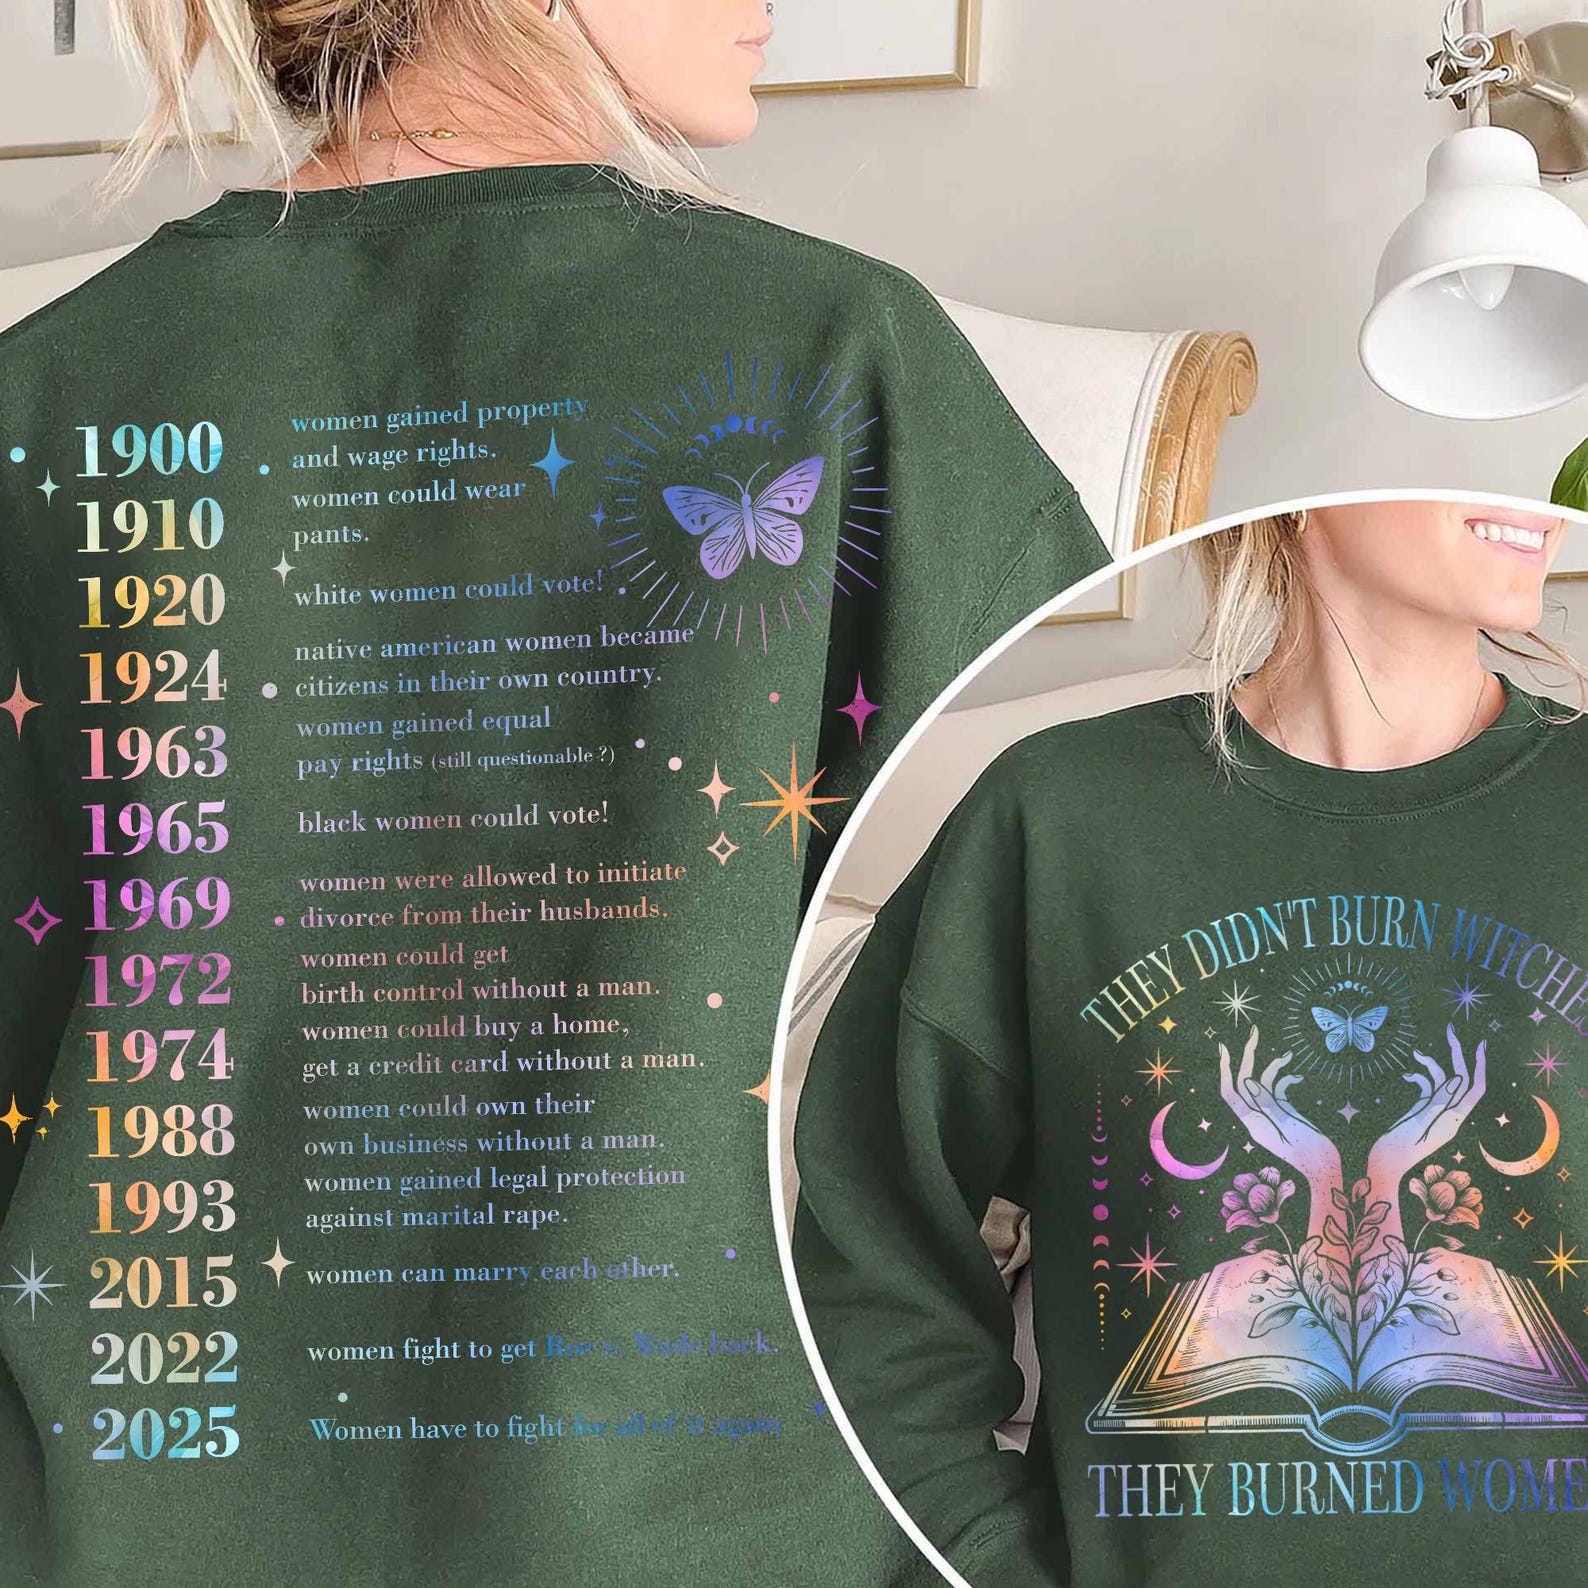 1900
women gained property
and wage rights.
1910
women could wear
pants.
1920
white women could vote!
1924
native american women became
citizens in their own country.
1963
women gained equal
pay rights (still questionable ?)
1965
black women could vote!
1969
women were allowed to initiate
divorce from their husbands.
1972
women could get
birth control without a man.
1974
women could buy a home,
get a credit card without a man.
1988
women could own their
own business without a man.
1993
women gained legal protection
against marital rape.
2015
women can marry each other.
2022
women fight to get Roe v. Wade back.
2025
Women have to fight for all of it again
THEY DIDN'T BURN WITCHES
THEY BURNED WOME